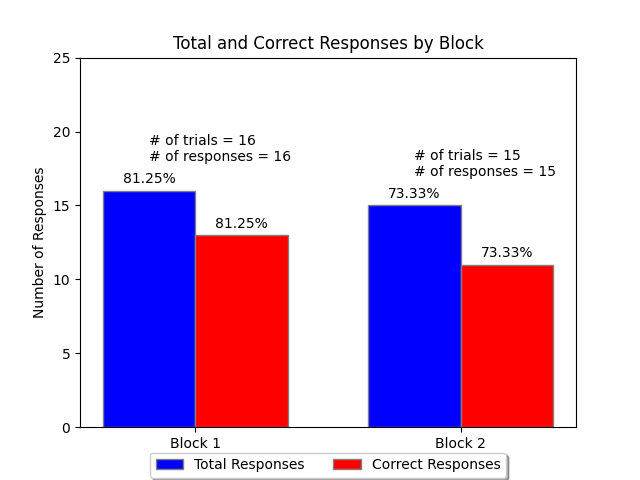 Total and Correct Responses by Block
Number of Responses
25
20
15
10
5
0
# of trials = 16
# of responses = 16
81.25%
81.25%
# of trials = 15
# of responses = 15
73.33%
73.33%
Block 1
Block 2
Total Responses
Correct Responses